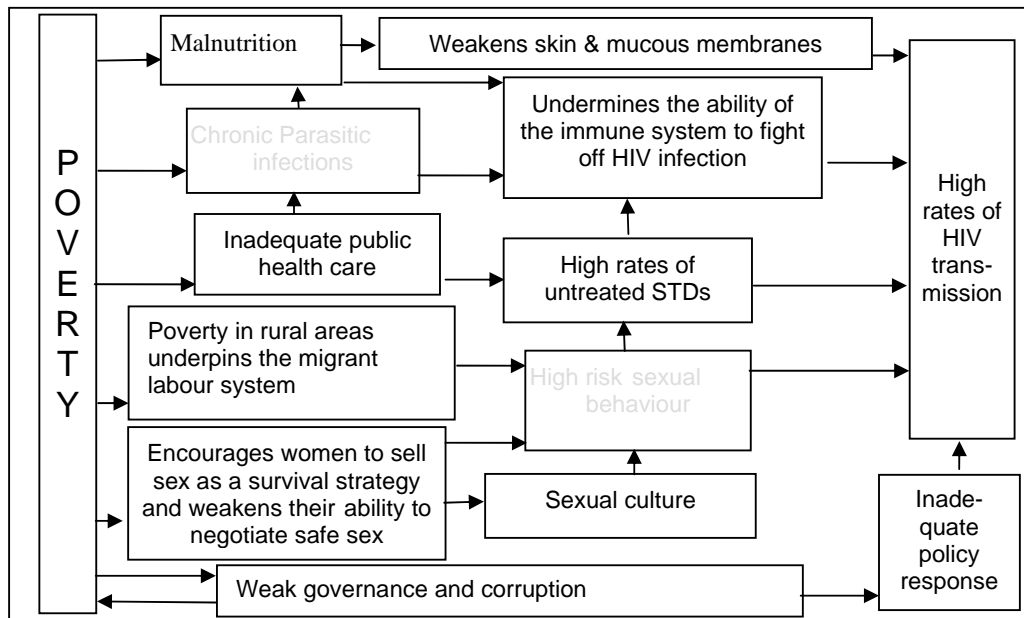 POVERTY
Malnutrition
Weakens skin & mucous membranes
Chronic Parasitic
infections
Undermines the ability of
the immune system to fight
off HIV infection
Inadequate public
health care
High rates of
untreated STDs
High
rates of
HIV
trans-
mission
Poverty in rural areas
underpins the migrant
labour system
High risk sexual
behaviour
Encourages women to sell
sex as a survival strategy
and weakens their ability to
negotiate safe sex
Sexual culture
Inade-
quate
policy
response
Weak governance and corruption